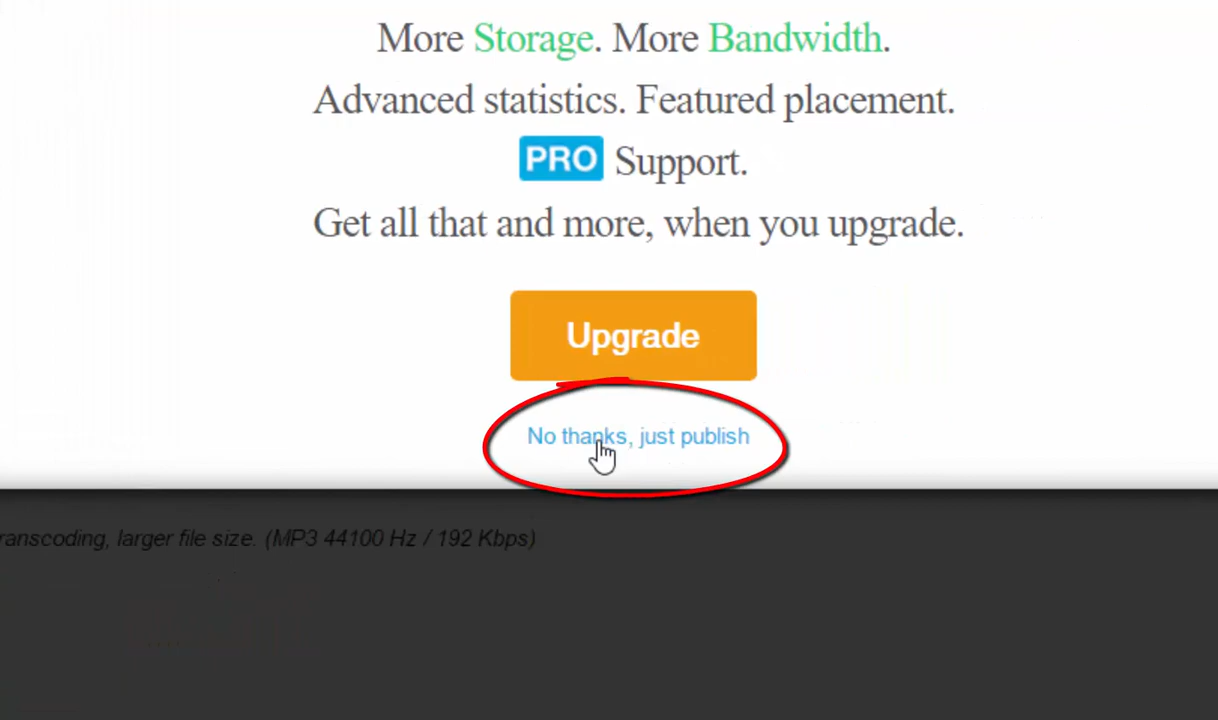 More Storage. More Bandwidth.
Advanced statistics. Featured placement.
PRO Support.
Get all that and more, when you upgrade.
Upgrade
No thanks, just publish
ranscoding, larger file size. (MP3 44100 Hz / 192 Kbps)